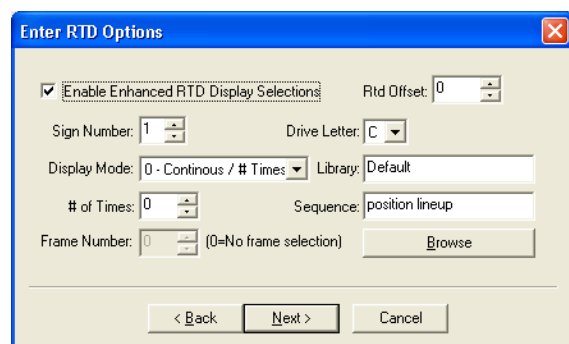 Enter RTD Options
Enable Enhanced RTD Display Selections
Rtd Offset: 0
Sign Number: 1
Drive Letter: C
Display Mode: 0 - Continous / # Times
Library: Default
# of Times: 0
Sequence: position lineup
Frame Number: 0 (0=No frame selection)
Browse
< Back
Next >
Cancel